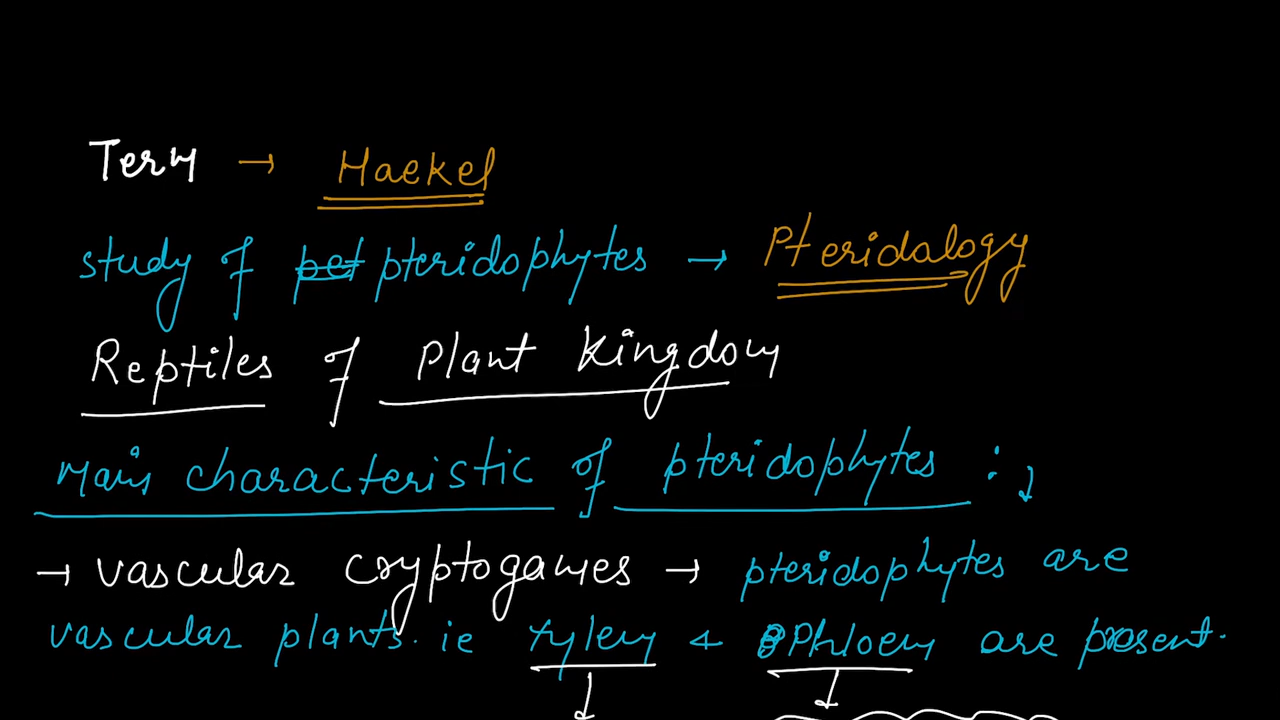 Term → Haekel
study of pteridophytes → Pteridalogy
Reptiles of Plant Kingdom
Main characteristic of pteridophytes :↓
→ vascular cryptogames → pteridophytes are
vascular plants. ie xylem + Phloem are present.